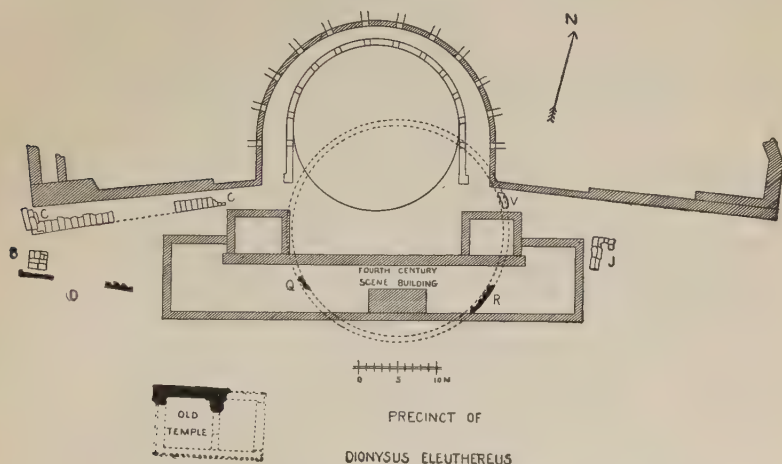 N
C
C
V
B
J
FOURTH CENTURY
SCENE BUILDING
Q
R
D
0 5 10 M
OLD
TEMPLE
PRECINCT OF
DIONYSUS ELEUTHEREUS